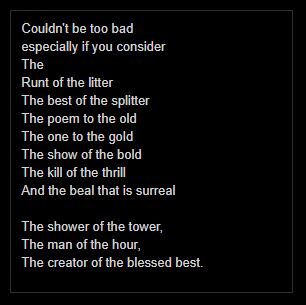 Couldn't be too bad
especially if you consider
The
Runt of the litter
The best of the splitter
The poem to the old
The one to the gold
The show of the bold
The kill of the thrill
And the beal that is surreal

The shower of the tower,
The man of the hour,
The creator of the blessed best.